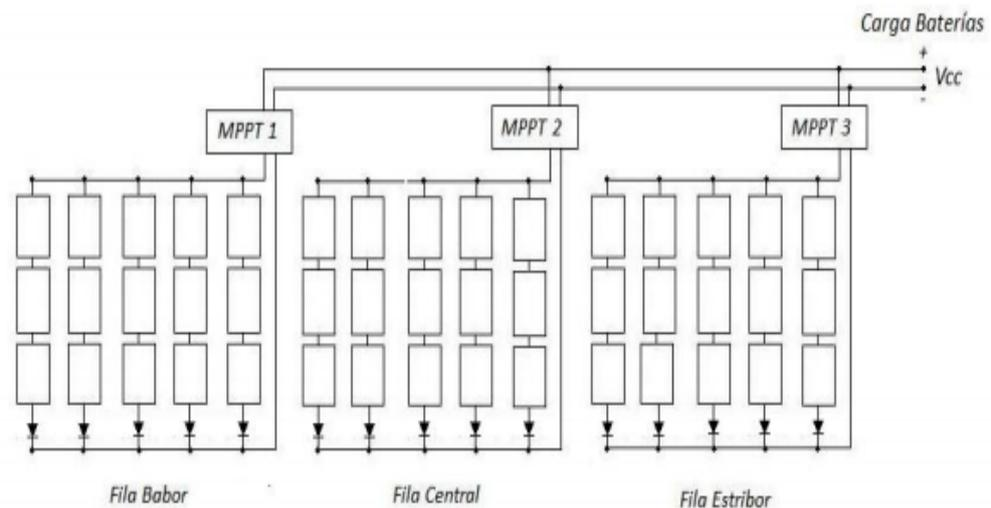 Carga Baterías
+
Vcc
-
MPPT 1
MPPT 2
MPPT 3
Fila Babor
Fila Central
Fila Estribor